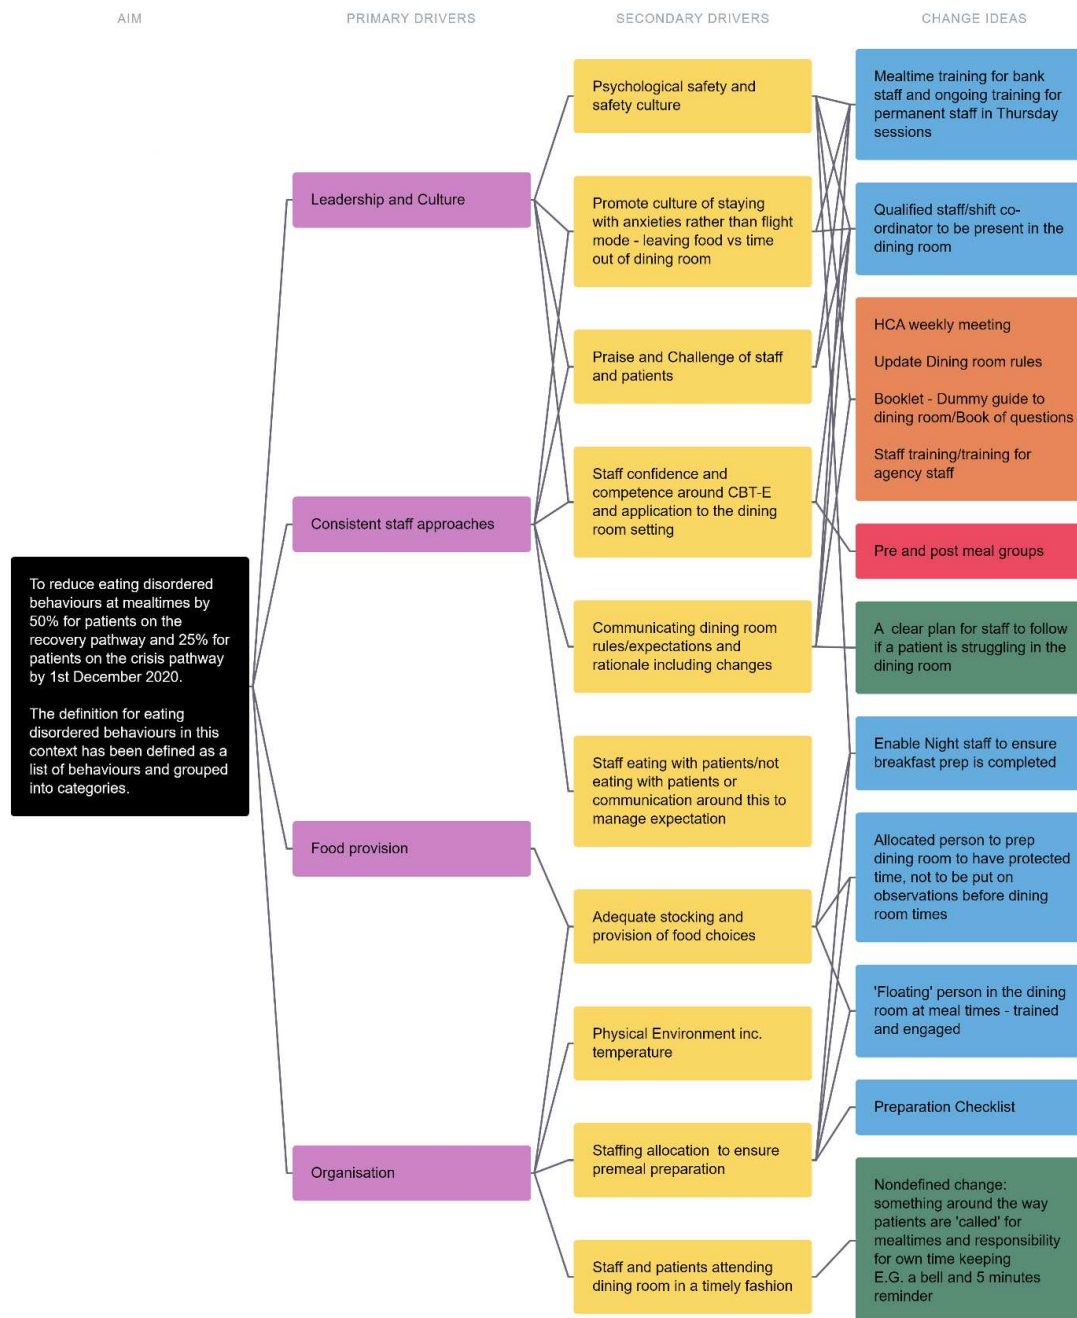 AIM
PRIMARY DRIVERS
SECONDARY DRIVERS
CHANGE IDEAS
To reduce eating disordered
behaviours at mealtimes by
50% for patients on the
recovery pathway and 25% for
patients on the crisis pathway
by 1st December 2020.
The definition for eating
disordered behaviours in this
context has been defined as a
list of behaviours and grouped
into categories.
Leadership and Culture
Consistent staff approaches
Food provision
Organisation
Psychological safety and
safety culture
Promote culture of staying
with anxieties rather than flight
mode - leaving food vs time
out of dining room
Praise and Challenge of staff
and patients
Staff confidence and
competence around CBT-E
and application to the dining
room setting
Communicating dining room
rules/expectations and
rationale including changes
Staff eating with patients/not
eating with patients or
communication around this to
manage expectation
Adequate stocking and
provision of food choices
Physical Environment inc.
temperature
Staffing allocation to ensure
premeal preparation
Staff and patients attending
dining room in a timely fashion
Mealtime training for bank
staff and ongoing training for
permanent staff in Thursday
sessions
Qualified staff/shift co-
ordinator to be present in the
dining room
HCA weekly meeting
Update Dining room rules
Booklet - Dummy guide to
dining room/Book of questions
Staff training/training for
agency staff
Pre and post meal groups
A clear plan for staff to follow
if a patient is struggling in the
dining room
Enable Night staff to ensure
breakfast prep is completed
Allocated person to prep
dining room to have protected
time, not to be put on
observations before dining
room times
'Floating' person in the dining
room at meal times - trained
and engaged
Preparation Checklist
Nondefined change:
something around the way
patients are 'called' for
mealtimes and responsibility
for own time keeping
E.G. a bell and 5 minutes
reminder